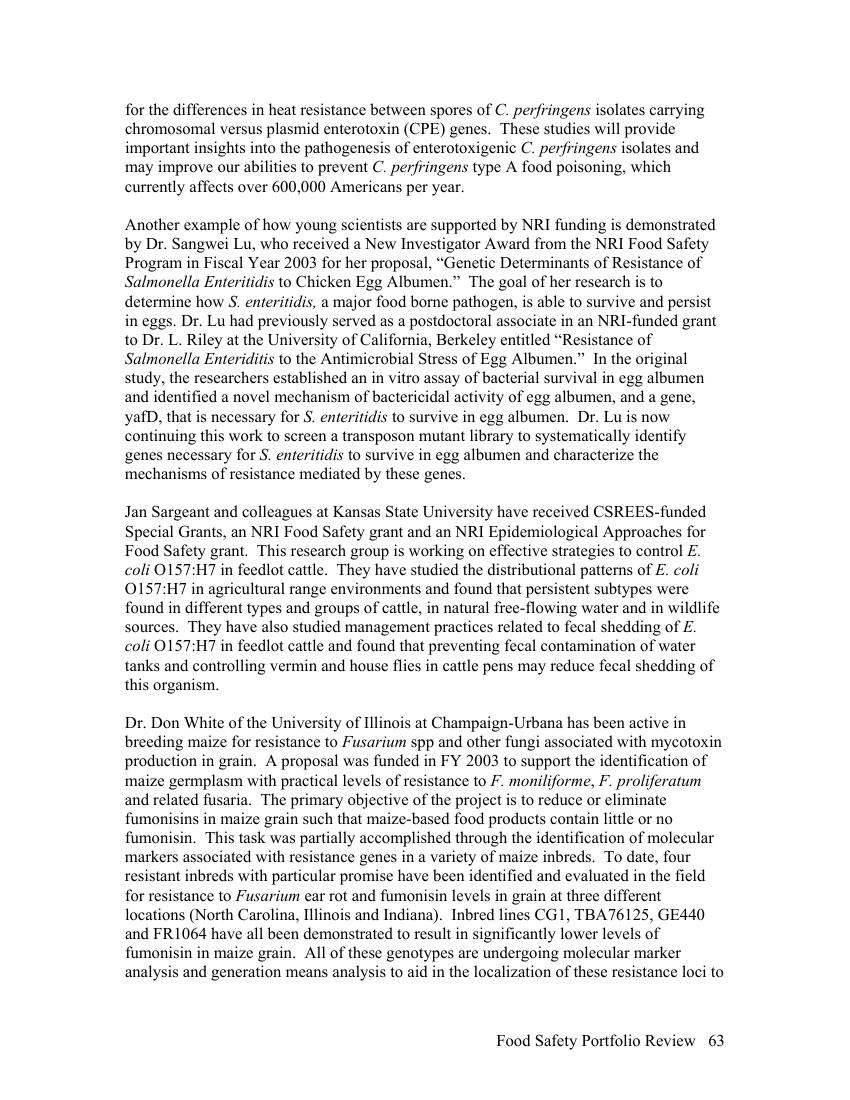 for the differences in heat resistance between spores of C. perfringens isolates carrying
chromosomal versus plasmid enterotoxin (CPE) genes.  These studies will provide
important insights into the pathogenesis of enterotoxigenic C. perfringens isolates and
may improve our abilities to prevent C. perfringens type A food poisoning, which
currently affects over 600,000 Americans per year.

Another example of how young scientists are supported by NRI funding is demonstrated
by Dr. Sangwei Lu, who received a New Investigator Award from the NRI Food Safety
Program in Fiscal Year 2003 for her proposal, “Genetic Determinants of Resistance of
Salmonella Enteritidis to Chicken Egg Albumen.”  The goal of her research is to
determine how S. enteritidis, a major food borne pathogen, is able to survive and persist
in eggs. Dr. Lu had previously served as a postdoctoral associate in an NRI-funded grant
to Dr. L. Riley at the University of California, Berkeley entitled “Resistance of
Salmonella Enteriditis to the Antimicrobial Stress of Egg Albumen.”  In the original
study, the researchers established an in vitro assay of bacterial survival in egg albumen
and identified a novel mechanism of bactericidal activity of egg albumen, and a gene,
yafD, that is necessary for S. enteritidis to survive in egg albumen.  Dr. Lu is now
continuing this work to screen a transposon mutant library to systematically identify
genes necessary for S. enteritidis to survive in egg albumen and characterize the
mechanisms of resistance mediated by these genes.

Jan Sargeant and colleagues at Kansas State University have received CSREES-funded
Special Grants, an NRI Food Safety grant and an NRI Epidemiological Approaches for
Food Safety grant.  This research group is working on effective strategies to control E.
coli O157:H7 in feedlot cattle.  They have studied the distributional patterns of E. coli
O157:H7 in agricultural range environments and found that persistent subtypes were
found in different types and groups of cattle, in natural free-flowing water and in wildlife
sources.  They have also studied management practices related to fecal shedding of E.
coli O157:H7 in feedlot cattle and found that preventing fecal contamination of water
tanks and controlling vermin and house flies in cattle pens may reduce fecal shedding of
this organism.

Dr. Don White of the University of Illinois at Champaign-Urbana has been active in
breeding maize for resistance to Fusarium spp and other fungi associated with mycotoxin
production in grain.  A proposal was funded in FY 2003 to support the identification of
maize germplasm with practical levels of resistance to F. moniliforme, F. proliferatum
and related fusaria.  The primary objective of the project is to reduce or eliminate
fumonisins in maize grain such that maize-based food products contain little or no
fumonisin.  This task was partially accomplished through the identification of molecular
markers associated with resistance genes in a variety of maize inbreds.  To date, four
resistant inbreds with particular promise have been identified and evaluated in the field
for resistance to Fusarium ear rot and fumonisin levels in grain at three different
locations (North Carolina, Illinois and Indiana).  Inbred lines CG1, TBA76125, GE440
and FR1064 have all been demonstrated to result in significantly lower levels of
fumonisin in maize grain.  All of these genotypes are undergoing molecular marker
analysis and generation means analysis to aid in the localization of these resistance loci to

Food Safety Portfolio Review   63